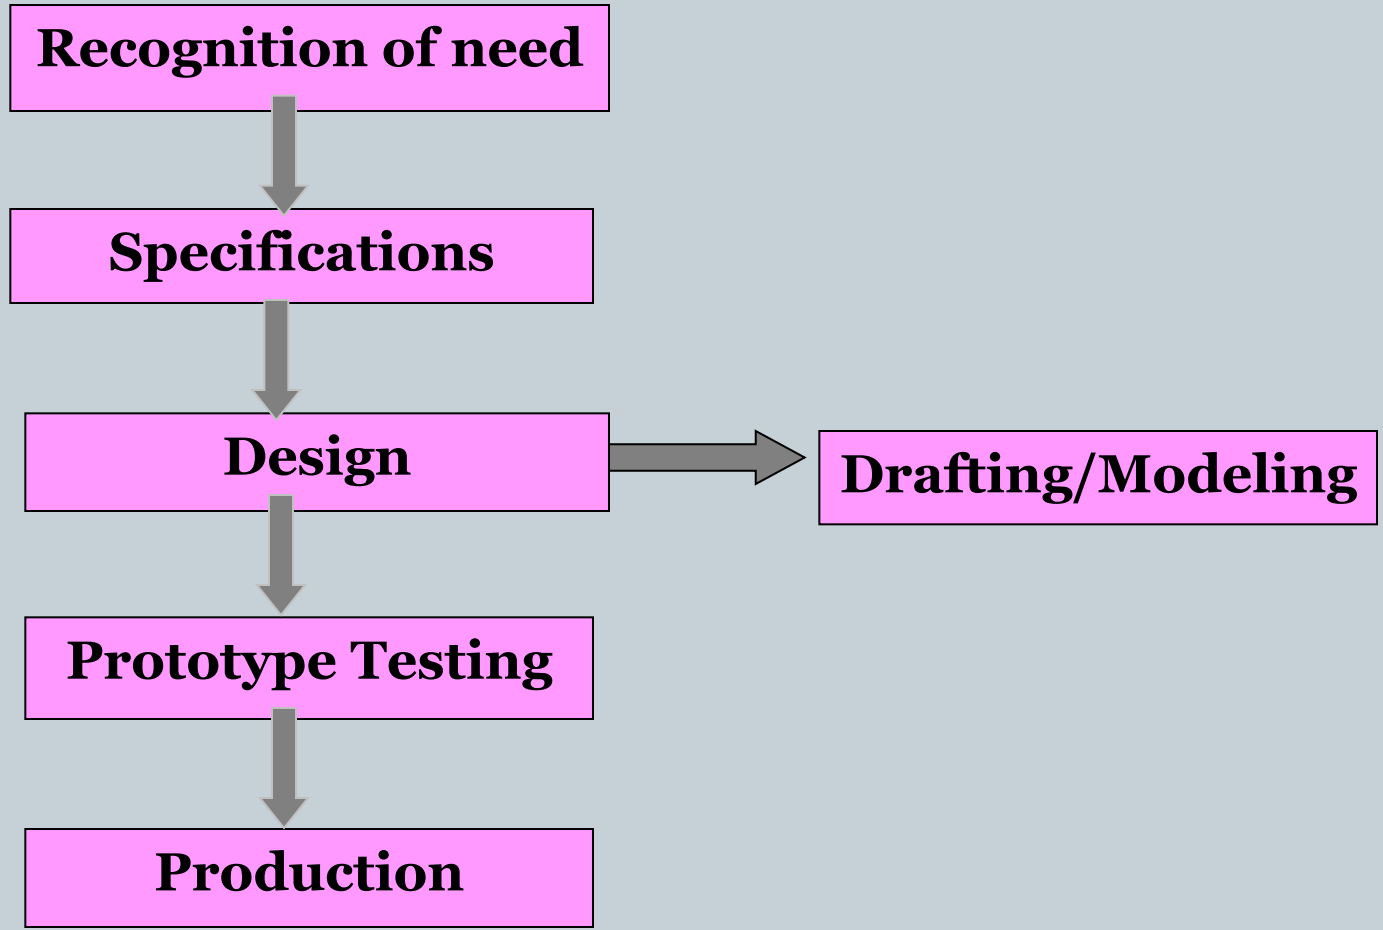 Recognition of need
Specifications
Design
Drafting/Modeling
Prototype Testing
Production